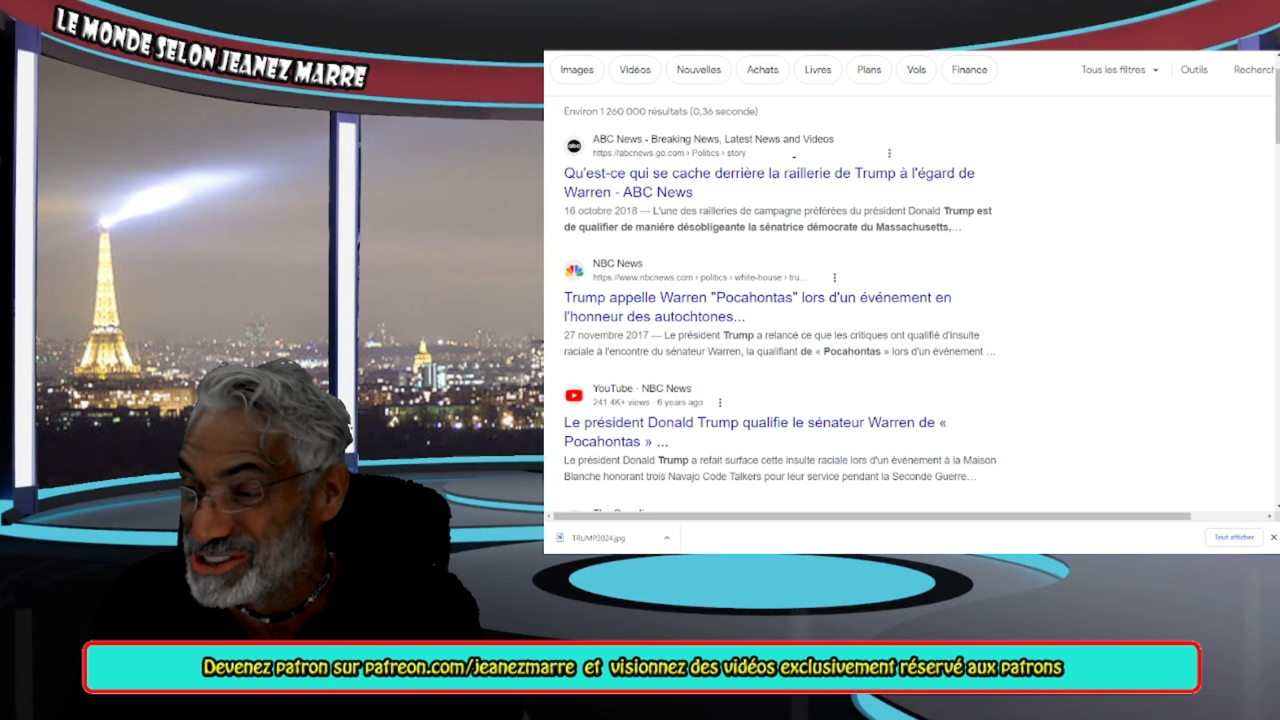 LE MONDE SELON JEANEZ MARRE
Images
Vidéos
Nouvelles
Achats
Livres
Plans
Vols
Finance
Tous les filtres
Outils
Environ 1 260 000 résultats (0,36 seconde)
ABC News - Breaking News, Latest News and Videos
https://abcnews.go.com › Politics › story
Qu'est-ce qui se cache derrière la raillerie de Trump à l'égard de
Warren - ABC News
16 octobre 2018 — L'une des railleries de campagne préférées du président Donald Trump est
de qualifier de manière désobligeante la sénatrice démocrate du Massachusetts,...
NBC News
https://www.nbcnews.com › politics › white-house › tru...
Trump appelle Warren "Pocahontas" lors d'un événement en
l'honneur des autochtones...
27 novembre 2017 — Le président Trump a relancé ce que les critiques ont qualifié d'insulte
raciale à l'encontre du sénateur Warren, la qualifiant de « Pocahontas » lors d'un événement ...
YouTube · NBC News
241.4K+ views · 6 years ago
Le président Donald Trump qualifie le sénateur Warren de «
Pocahontas » ...
Le président Donald Trump a refait surface cette insulte raciale lors d'un événement à la Maison
Blanche honorant trois Navajo Code Talkers pour leur service pendant la Seconde Guerre...
TRUMP2024.jpg
Tout afficher
Devenez patron sur patreon.com/jeanezmarre et visionnez des vidéos exclusivement réservé aux patrons